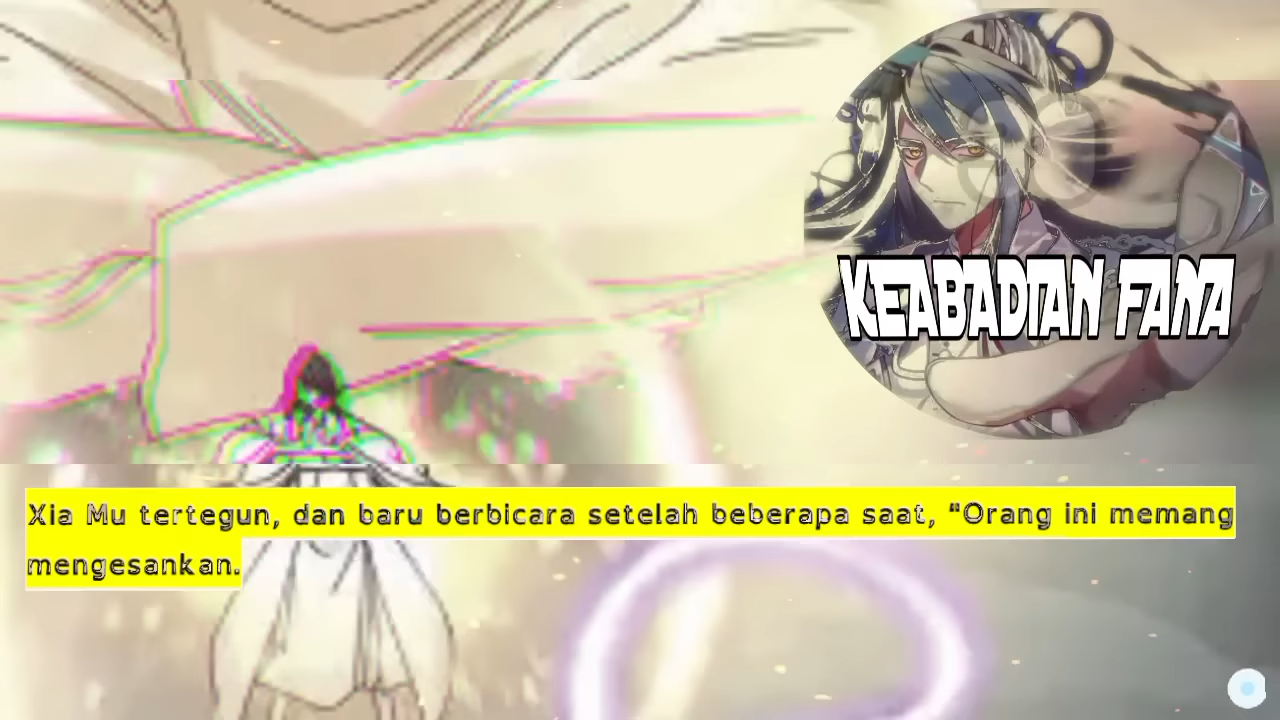 KEABADIAN FANA
Xia Mu tertegun, dan baru berbicara setelah beberapa saat, “Orang ini memang
mengesankan.